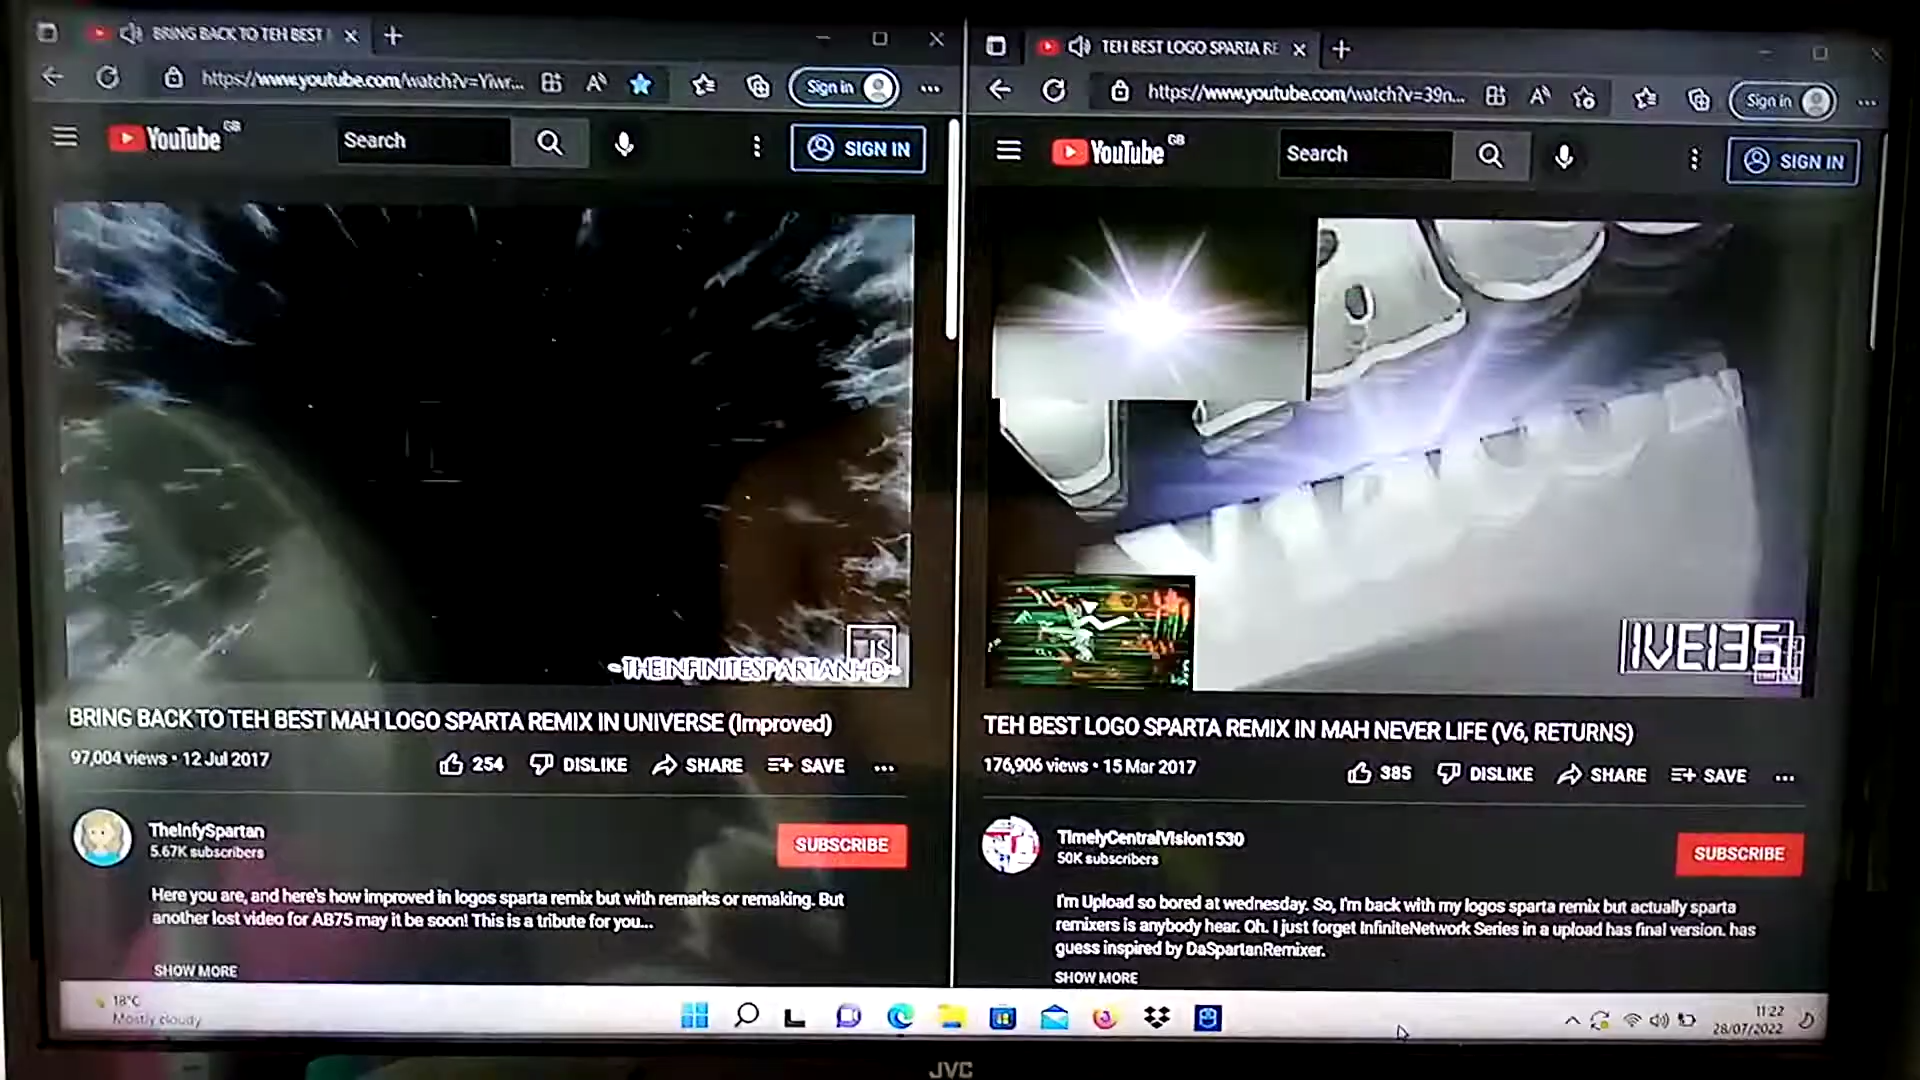 BRING BACK TO TEH BEST
https://www.youtube.com/watch?v=Yiwr...
Sign in
YouTube GB
Search
SIGN IN
TJS
~THEINFINITESPARTANHD~
BRING BACK TO TEH BEST MAH LOGO SPARTA REMIX IN UNIVERSE (Improved)
97,004 views • 12 Jul 2017
254
DISLIKE
SHARE
SAVE
TheInfySpartan
5.67K subscribers
SUBSCRIBE
Here you are, and here's how improved in logos sparta remix but with remarks or remaking. But
another lost video for AB75 may it be soon! This is a tribute for you...
SHOW MORE
TEH BEST LOGO SPARTA RE
https://www.youtube.com/watch?v=39n...
Sign in
YouTube GB
Search
SIGN IN
IVE135
TEH BEST LOGO SPARTA REMIX IN MAH NEVER LIFE (V6, RETURNS)
176,906 views • 15 Mar 2017
385
DISLIKE
SHARE
SAVE
TimelyCentralVision1530
50K subscribers
SUBSCRIBE
I'm Upload so bored at wednesday. So, I'm back with my logos sparta remix but actually sparta
remixers is anybody hear. Oh. I just forget InfiniteNetwork Series in a upload has final version. has
guess inspired by DaSpartanRemixer.
SHOW MORE
18°C
Mostly cloudy
11:22
28/07/2022
JVC